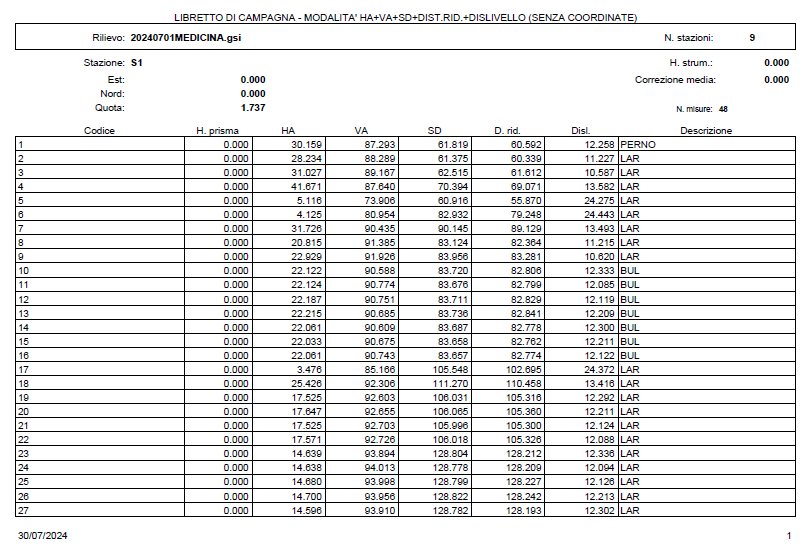 LIBRETTO DI CAMPAGNA - MODALITA' HA+VA+SD+DIST.RID.+DISLIVELLO (SENZA COORDINATE)
Rilievo: 20240701MEDICINA.gsi N. stazioni: 9
Stazione: S1 H. strum.: 0.000
Est: 0.000 Correzione media: 0.000
Nord: 0.000
Quota: 1.737 N. misure: 48
Codice H. prisma HA VA SD D. rid. Disl. Descrizione
1 0.000 30.159 87.293 61.819 60.592 12.258 PERNO
2 0.000 28.234 88.289 61.375 60.339 11.227 LAR
3 0.000 31.027 89.167 62.515 61.612 10.587 LAR
4 0.000 41.671 87.640 70.394 69.071 13.582 LAR
5 0.000 5.116 73.906 60.916 55.870 24.275 LAR
6 0.000 4.125 80.954 82.932 79.248 24.443 LAR
7 0.000 31.726 90.435 90.145 89.129 13.493 LAR
8 0.000 20.815 91.385 83.124 82.364 11.215 LAR
9 0.000 22.929 91.926 83.956 83.281 10.620 LAR
10 0.000 22.122 90.588 83.720 82.806 12.333 BUL
11 0.000 22.124 90.774 83.676 82.799 12.085 BUL
12 0.000 22.187 90.751 83.711 82.829 12.119 BUL
13 0.000 22.215 90.685 83.736 82.841 12.209 BUL
14 0.000 22.061 90.609 83.687 82.778 12.300 BUL
15 0.000 22.033 90.675 83.658 82.762 12.211 BUL
16 0.000 22.061 90.743 83.657 82.774 12.122 BUL
17 0.000 3.476 85.166 105.548 102.695 24.372 LAR
18 0.000 25.426 92.306 111.270 110.458 13.416 LAR
19 0.000 17.525 92.603 106.031 105.316 12.292 LAR
20 0.000 17.647 92.655 106.065 105.360 12.211 LAR
21 0.000 17.525 92.703 105.996 105.300 12.124 LAR
22 0.000 17.571 92.726 106.018 105.326 12.088 LAR
23 0.000 14.639 93.894 128.804 128.212 12.336 LAR
24 0.000 14.638 94.013 128.778 128.209 12.094 LAR
25 0.000 14.680 93.998 128.799 128.227 12.126 LAR
26 0.000 14.700 93.956 128.822 128.242 12.213 LAR
27 0.000 14.596 93.910 128.782 128.193 12.302 LAR
30/07/2024 1